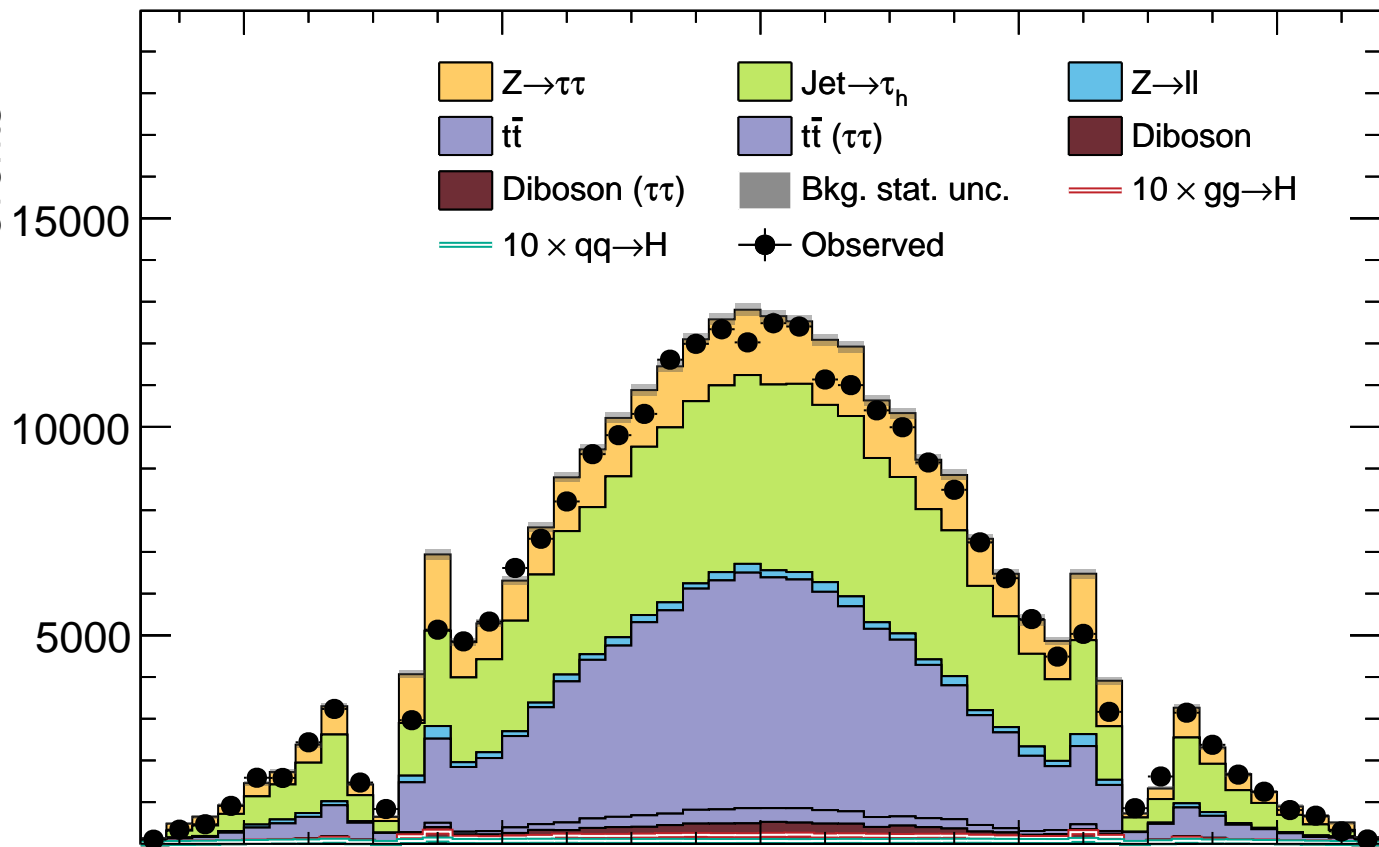 Z→ττ Jet→τh Z→ll
tt̄ tt̄ (ττ) Diboson
Diboson (ττ) Bkg. stat. unc. 10 × gg→H
10 × qq→H Observed
15000
10000
5000